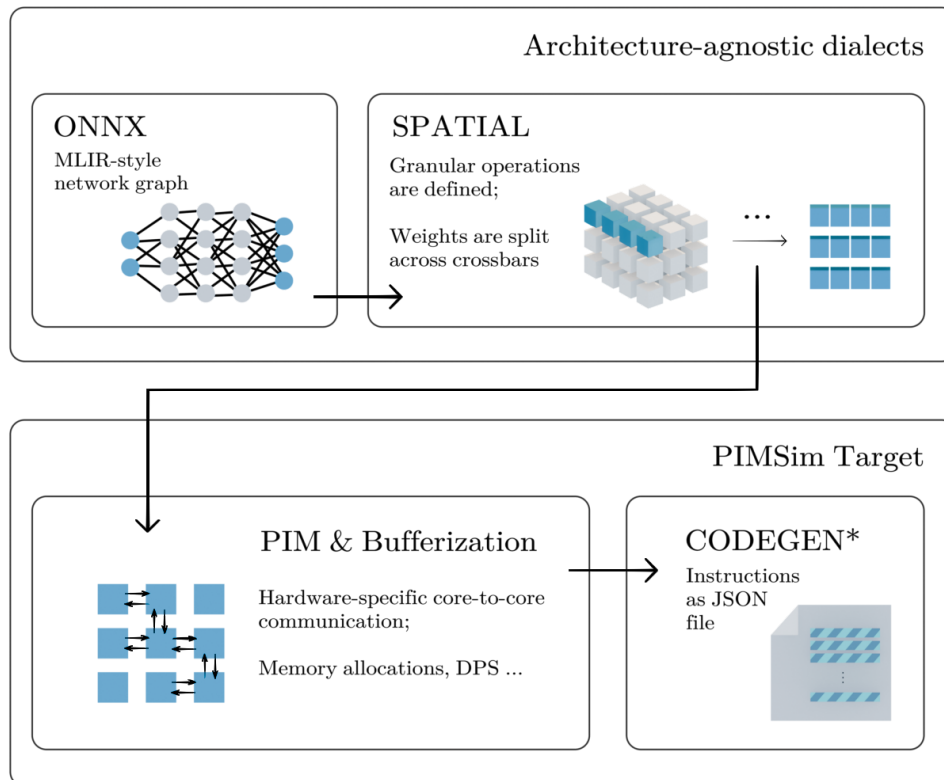 Architecture-agnostic dialects
ONNX
MLIR-style
network graph
SPATIAL
Granular operations
are defined;
Weights are split
across crossbars
...
PIMSim Target
PIM & Bufferization
Hardware-specific core-to-core
communication;
Memory allocations, DPS ...
CODEGEN*
Instructions
as JSON
file
⋮